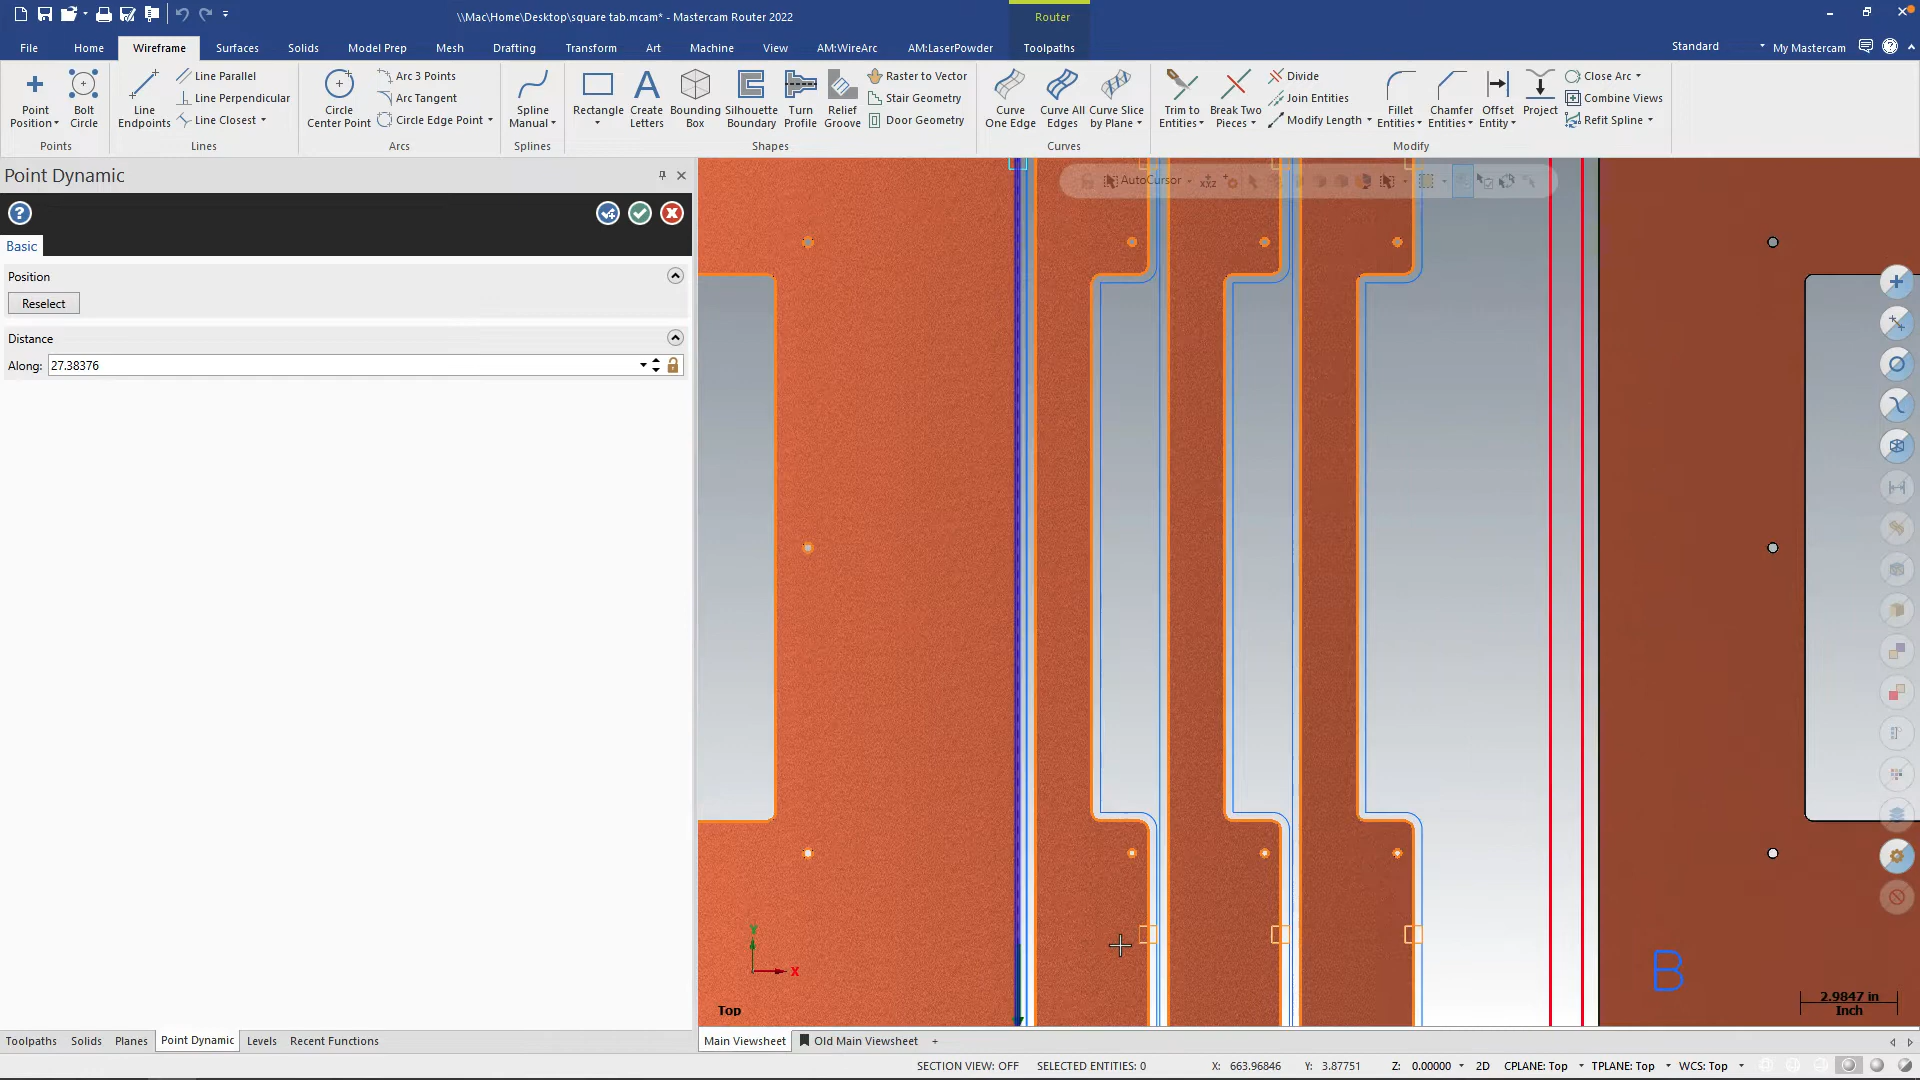 \\Mac\Home\Desktop\square tab.mcam* - Mastercam Router 2022
Router
File Home Wireframe Surfaces Solids Model Prep Mesh Drafting Transform Art Machine View AM:WireArc AM:LaserPowder Toolpaths
Standard My Mastercam
Point Position
Bolt Circle
Points
Line Endpoints
Line Parallel
Line Perpendicular
Line Closest
Lines
Circle Center Point
Arc 3 Points
Arc Tangent
Circle Edge Point
Arcs
Spline Manual
Splines
Rectangle
Create Letters
Bounding Box
Silhouette Boundary
Turn Profile
Relief Groove
Raster to Vector
Stair Geometry
Door Geometry
Shapes
Curve One Edge
Curve All Edges
Curve Slice by Plane
Curves
Trim to Entities
Break Two Pieces
Divide
Join Entities
Modify Length
Fillet Entities
Chamfer Entities
Offset Entity
Project
Close Arc
Combine Views
Refit Spline
Modify
Point Dynamic
Basic
Position
Reselect
Distance
Along: 27.38376
AutoCursor
Y
X
Top
B
2.9847 in
Inch
Toolpaths Solids Planes Point Dynamic Levels Recent Functions
Main Viewsheet Old Main Viewsheet +
SECTION VIEW: OFF SELECTED ENTITIES: 0 X: 663.96846 Y: 3.87751 Z: 0.00000 2D CPLANE: Top TPLANE: Top WCS: Top